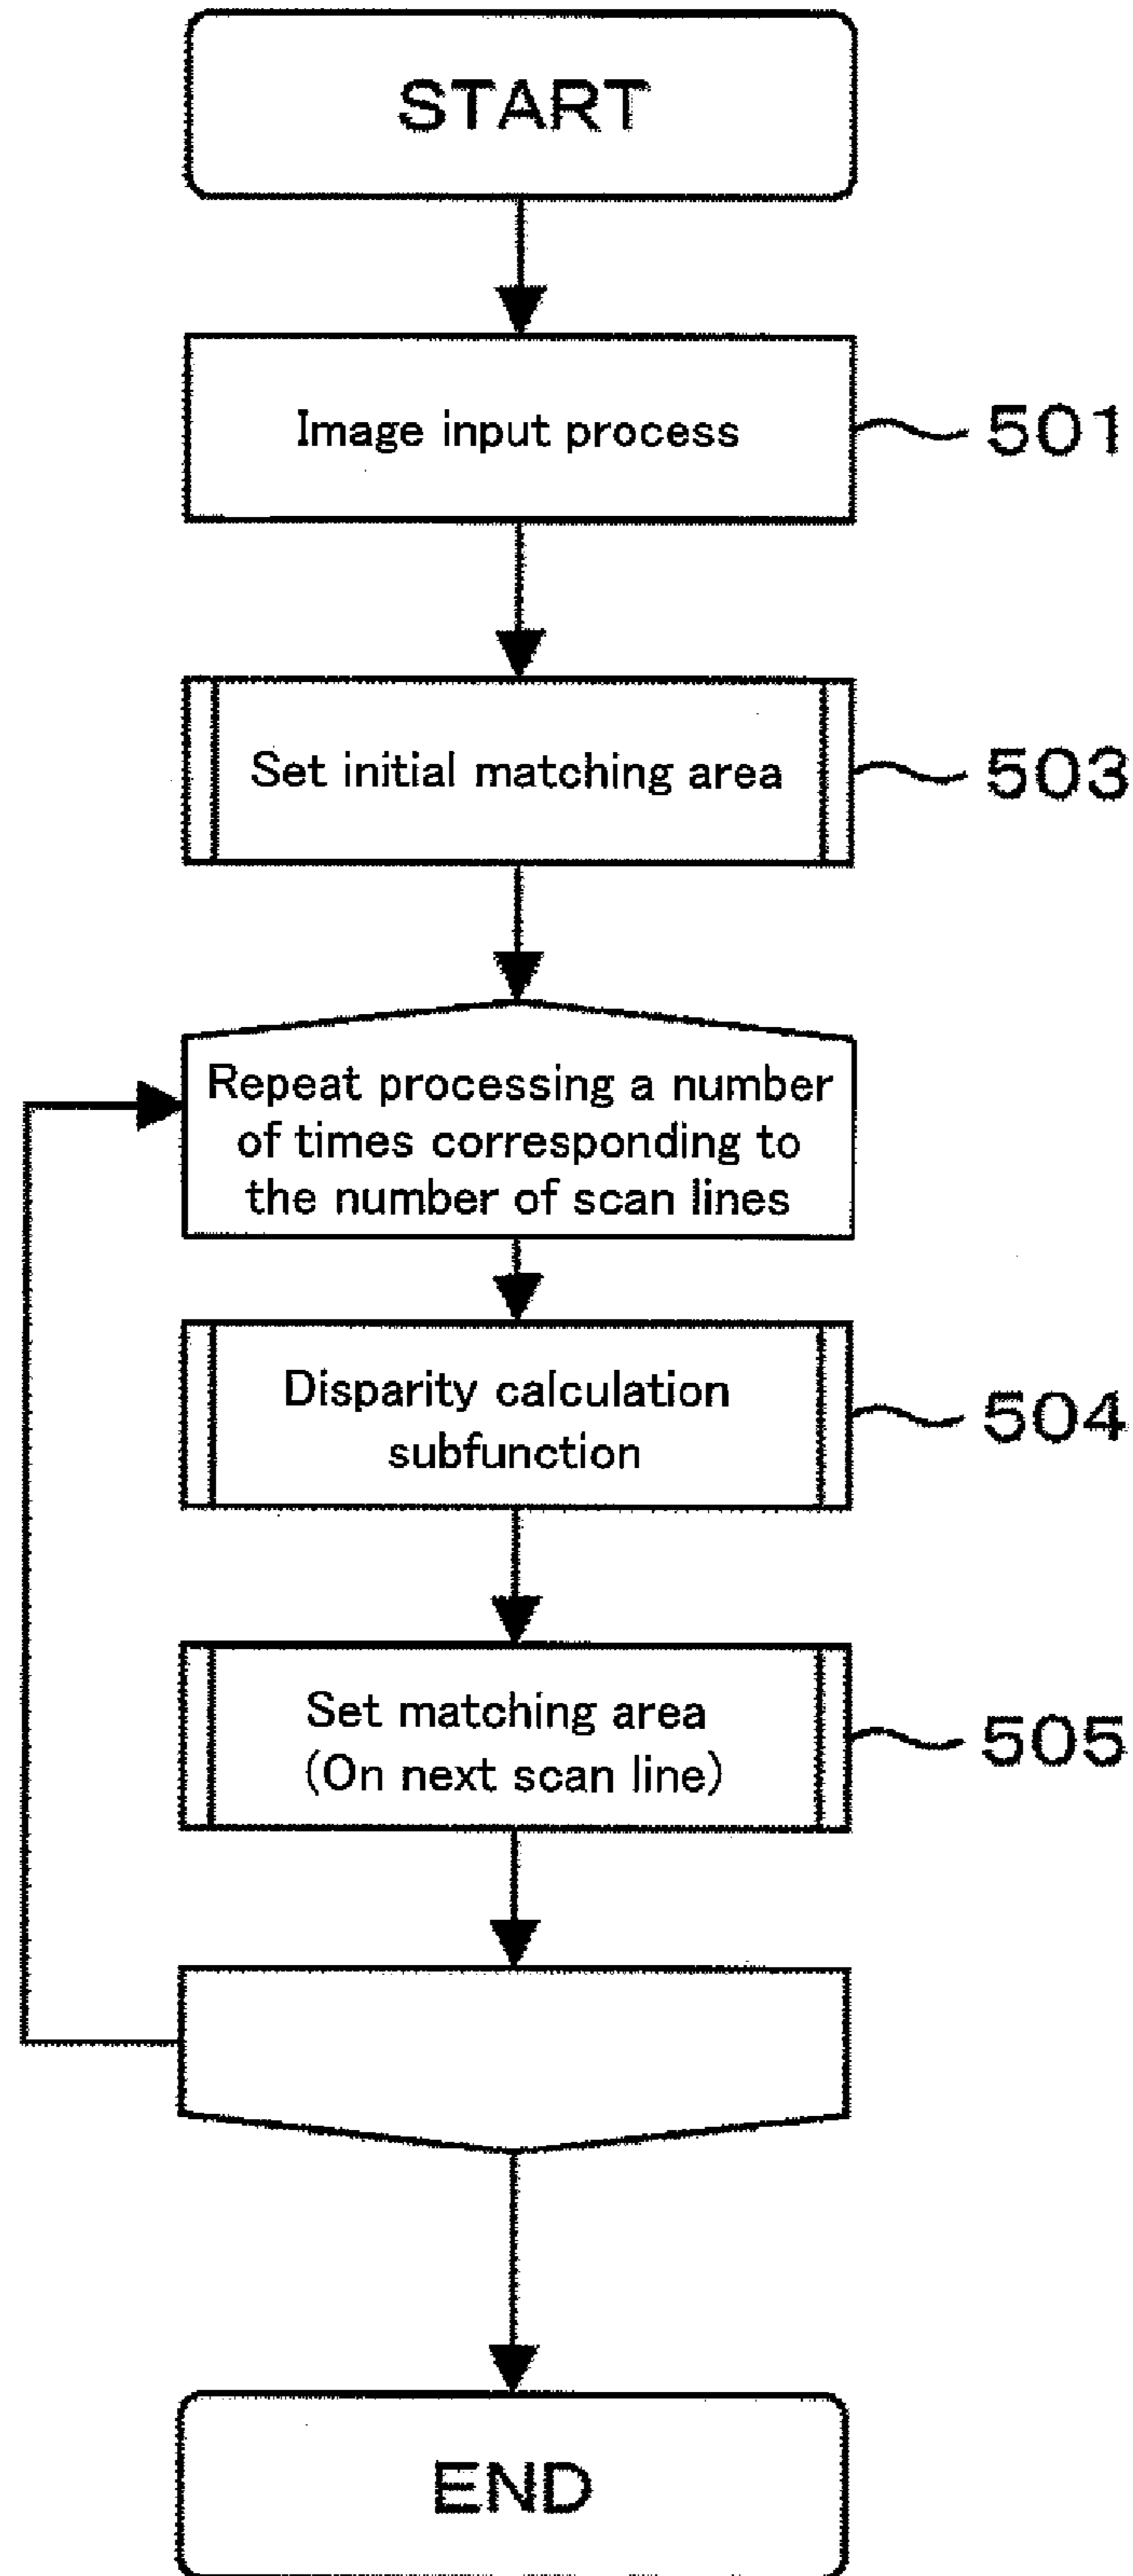 START
Image input process
501
Set initial matching area
503
Repeat processing a number
of times corresponding to
the number of scan lines
Disparity calculation
subfunction
504
Set matching area
(On next scan line)
505
END